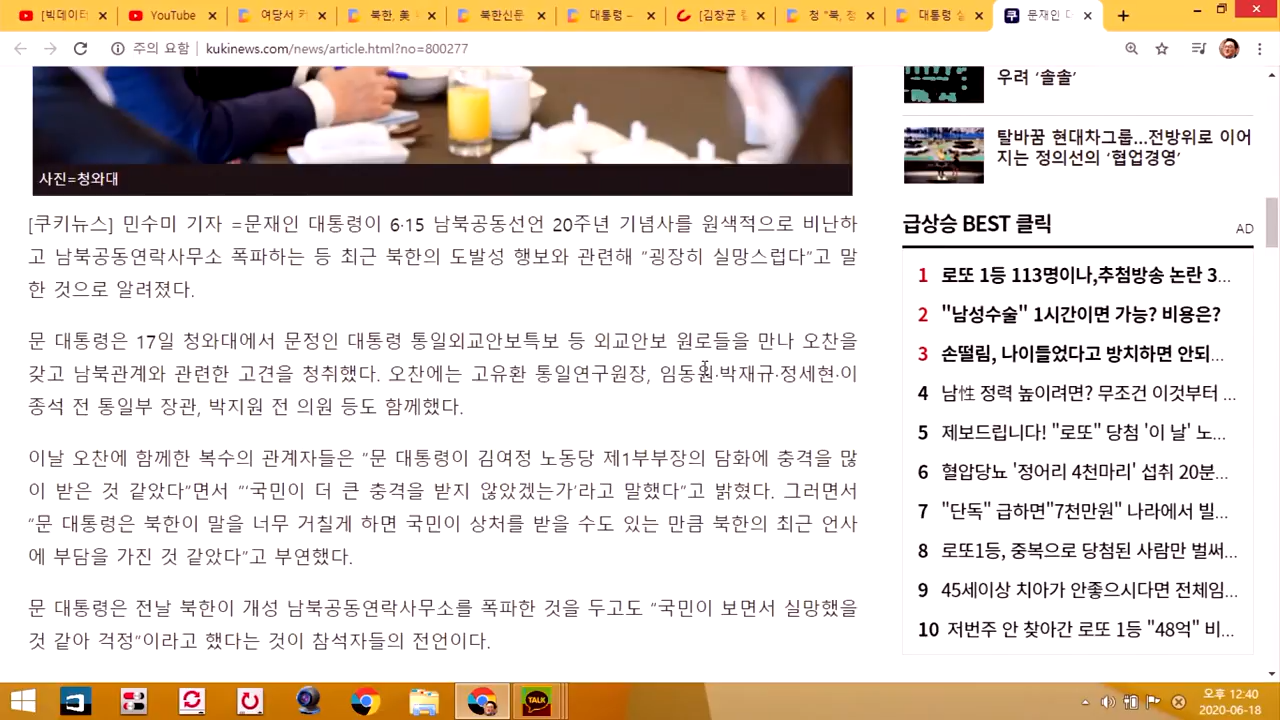 [빅데이터
YouTube
여당서 커
북한, 美
북한신문
대통령 –
[김창균 칼
청 "북, 정
대통령 실
문재인 대
주의 요함
kukinews.com/news/article.html?no=800277
사진=청와대
[쿠키뉴스] 민수미 기자 =문재인 대통령이 6·15 남북공동선언 20주년 기념사를 원색적으로 비난하
고 남북공동연락사무소 폭파하는 등 최근 북한의 도발성 행보와 관련해 “굉장히 실망스럽다”고 말
한 것으로 알려졌다.
문 대통령은 17일 청와대에서 문정인 대통령 통일외교안보특보 등 외교안보 원로들을 만나 오찬을
갖고 남북관계와 관련한 고견을 청취했다. 오찬에는 고유환 통일연구원장, 임동원·박재규·정세현·이
종석 전 통일부 장관, 박지원 전 의원 등도 함께했다.
이날 오찬에 함께한 복수의 관계자들은 “문 대통령이 김여정 노동당 제1부부장의 담화에 충격을 많
이 받은 것 같았다”면서 “‘국민이 더 큰 충격을 받지 않았겠는가’라고 말했다”고 밝혔다. 그러면서
“문 대통령은 북한이 말을 너무 거칠게 하면 국민이 상처를 받을 수도 있는 만큼 북한의 최근 언사
에 부담을 가진 것 같았다”고 부연했다.
문 대통령은 전날 북한이 개성 남북공동연락사무소를 폭파한 것을 두고도 “국민이 보면서 실망했을
것 같아 걱정“이라고 했다는 것이 참석자들의 전언이다.
우려 ‘솔솔’
탈바꿈 현대차그룹...전방위로 이어
지는 정의선의 ‘협업경영’
급상승 BEST 클릭
AD
1 로또 1등 113명이나,추첨방송 논란 3...
2 "남성수술" 1시간이면 가능? 비용은?
3 손떨림, 나이들었다고 방치하면 안되...
4 남性 정력 높이려면? 무조건 이것부터 ...
5 제보드립니다! "로또" 당첨 '이 날' 노...
6 혈압당뇨 '정어리 4천마리' 섭취 20분...
7 "단독" 급하면"7천만원" 나라에서 빌...
8 로또1등, 중복으로 당첨된 사람만 벌써...
9 45세이상 치아가 안좋으시다면 전체임...
10 저번주 안 찾아간 로또 1등 "48억" 비...
TALK
오후 12:40
2020-06-18